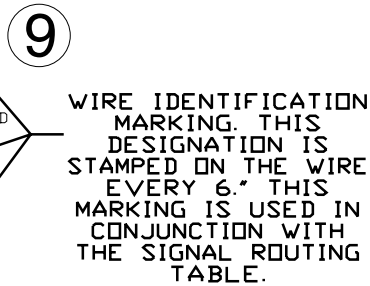 9
D
WIRE IDENTIFICATION
MARKING. THIS
DESIGNATION IS
STAMPED ON THE WIRE
EVERY 6.” THIS
MARKING IS USED IN
CONJUNCTION WITH
THE SIGNAL ROUTING
TABLE.